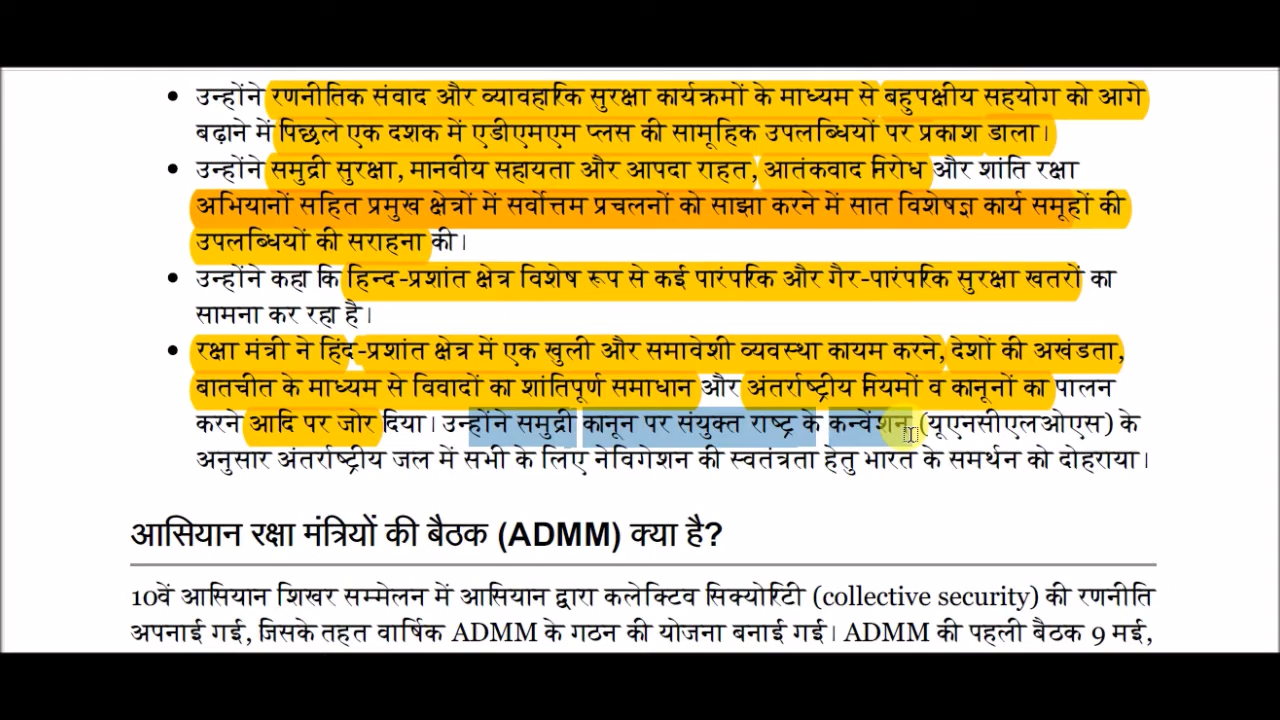 उन्होंने रणनीतिक संवाद और व्यावहारिक सुरक्षा कार्यक्रमों के माध्यम से बहुपक्षीय सहयोग को आगे
बढ़ाने में पिछले एक दशक में एडीएमएम प्लस की सामूहिक उपलब्धियों पर प्रकाश डाला।
उन्होंने समुद्री सुरक्षा, मानवीय सहायता और आपदा राहत, आतंकवाद निरोध और शांति रक्षा
अभियानों सहित प्रमुख क्षेत्रों में सर्वोत्तम प्रचलनों को साझा करने में सात विशेषज्ञ कार्य समूहों की
उपलब्धियों की सराहना की।
उन्होंने कहा कि हिन्द-प्रशांत क्षेत्र विशेष रूप से कई पारंपरिक और गैर-पारंपरिक सुरक्षा खतरों का
सामना कर रहा है।
रक्षा मंत्री ने हिंद-प्रशांत क्षेत्र में एक खुली और समावेशी व्यवस्था कायम करने, देशों की अखंडता,
बातचीत के माध्यम से विवादों का शांतिपूर्ण समाधान और अंतर्राष्ट्रीय नियमों व कानूनों का पालन
करने आदि पर जोर दिया। उन्होंने समुद्री कानून पर संयुक्त राष्ट्र के कन्वेंशन (यूएनसीएलओएस) के
अनुसार अंतर्राष्ट्रीय जल में सभी के लिए नेविगेशन की स्वतंत्रता हेतु भारत के समर्थन को दोहराया।
आसियान रक्षा मंत्रियों की बैठक (ADMM) क्या है?
10वें आसियान शिखर सम्मेलन में आसियान द्वारा कलेक्टिव सिक्योरिटी (collective security) की रणनीति
अपनाई गई, जिसके तहत वार्षिक ADMM के गठन की योजना बनाई गई। ADMM की पहली बैठक 9 मई,